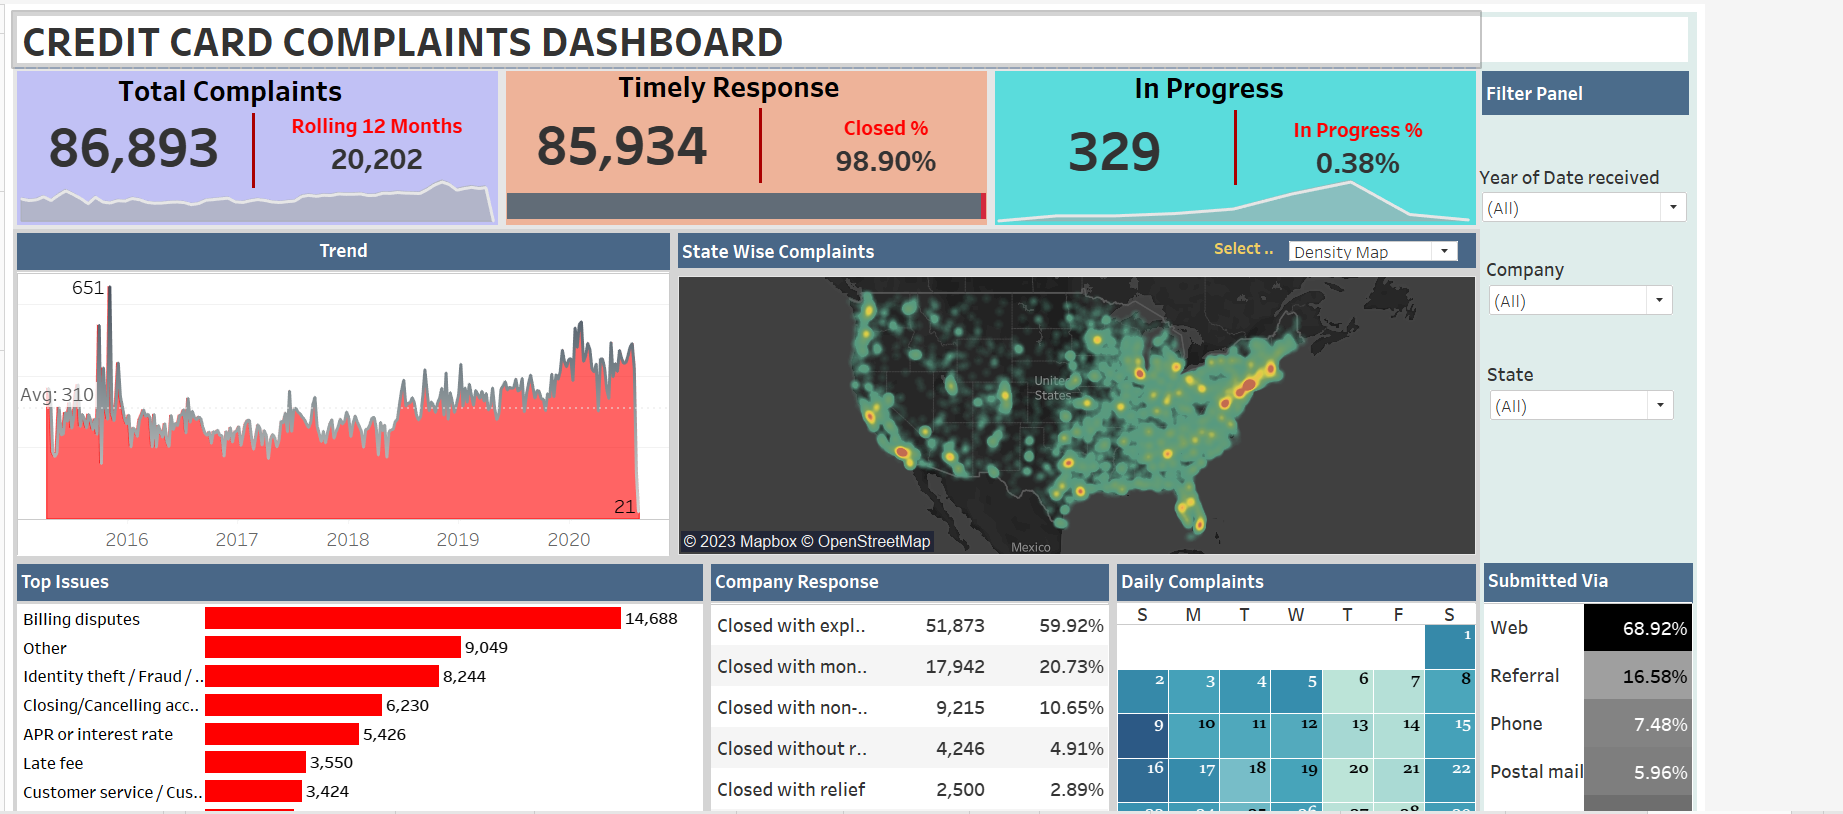 CREDIT CARD COMPLAINTS DASHBOARD
Total Complaints
86,893
Rolling 12 Months
20,202
Timely Response
85,934
Closed %
98.90%
In Progress
329
In Progress %
0.38%
Filter Panel
Year of Date received
(All)
Company
(All)
State
(All)
Trend
651
Avg: 310
21
2016 2017 2018 2019 2020
State Wise Complaints
Select ..
Density Map
United
States
Mexico
© 2023 Mapbox © OpenStreetMap
Top Issues
Billing disputes 14,688
Other 9,049
Identity theft / Fraud / .. 8,244
Closing/Cancelling acc.. 6,230
APR or interest rate 5,426
Late fee 3,550
Customer service / Cus.. 3,424
Company Response
Closed with expl.. 51,873 59.92%
Closed with mon.. 17,942 20.73%
Closed with non-.. 9,215 10.65%
Closed without r.. 4,246 4.91%
Closed with relief 2,500 2.89%
Daily Complaints
S M T W T F S
1
2 3 4 5 6 7 8
9 10 11 12 13 14 15
16 17 18 19 20 21 22
Submitted Via
Web 68.92%
Referral 16.58%
Phone 7.48%
Postal mail 5.96%